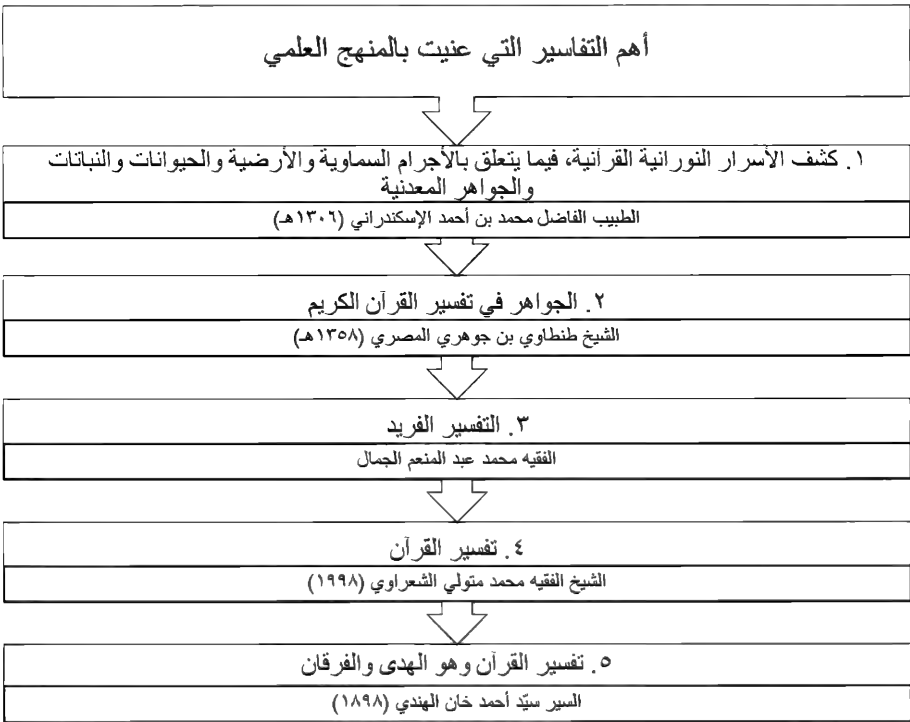 أهم التفاسير التي عنيت بالمنهج العلمي
١. كشف الأسرار النورانية القرآنية، فيما يتعلق بالأجرام السماوية والأرضية والحيوانات والنباتات
والجواهر المعدنية
الطبيب الفاضل محمد بن أحمد الإسكندراني (١٣٠٦هـ)
٢. الجواهر في تفسير القرآن الكريم
الشيخ طنطاوي بن جوهري المصري (١٣٥٨هـ)
٣. التفسير الفريد
الفقيه محمد عبد المنعم الجمال
٤. تفسير القرآن
الشيخ الفقيه محمد متولي الشعراوي (١٩٩٨)
٥. تفسير القرآن وهو الهدى والفرقان
السير سيّد أحمد خان الهندي (١٨٩٨)